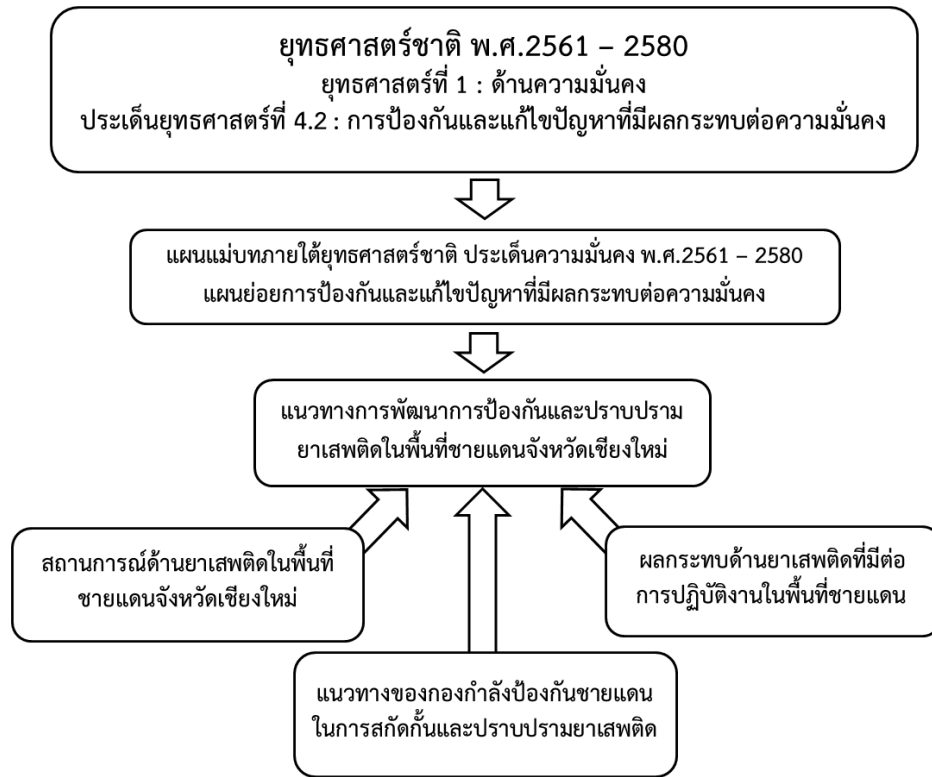 ยุทธศาสตร์ชาติ พ.ศ.2561 – 2580
ยุทธศาสตร์ที่ 1 : ด้านความมั่นคง
ประเด็นยุทธศาสตร์ที่ 4.2 : การป้องกันและแก้ไขปัญหาที่มีผลกระทบต่อความมั่นคง
แผนแม่บทภายใต้ยุทธศาสตร์ชาติ ประเด็นความมั่นคง พ.ศ.2561 – 2580
แผนย่อยการป้องกันและแก้ไขปัญหาที่มีผลกระทบต่อความมั่นคง
แนวทางการพัฒนาการป้องกันและปราบปราม
ยาเสพติดในพื้นที่ชายแดนจังหวัดเชียงใหม่
สถานการณ์ด้านยาเสพติดในพื้นที่
ชายแดนจังหวัดเชียงใหม่
ผลกระทบด้านยาเสพติดที่มีต่อ
การปฏิบัติงานในพื้นที่ชายแดน
แนวทางของกองกำลังป้องกันชายแดน
ในการสกัดกั้นและปราบปรามยาเสพติด